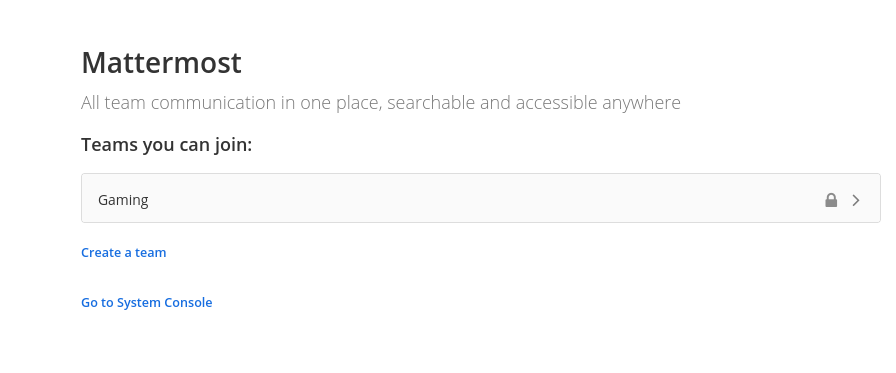 Mattermost
All team communication in one place, searchable and accessible anywhere
Teams you can join:
Gaming
Create a team
Go to System Console